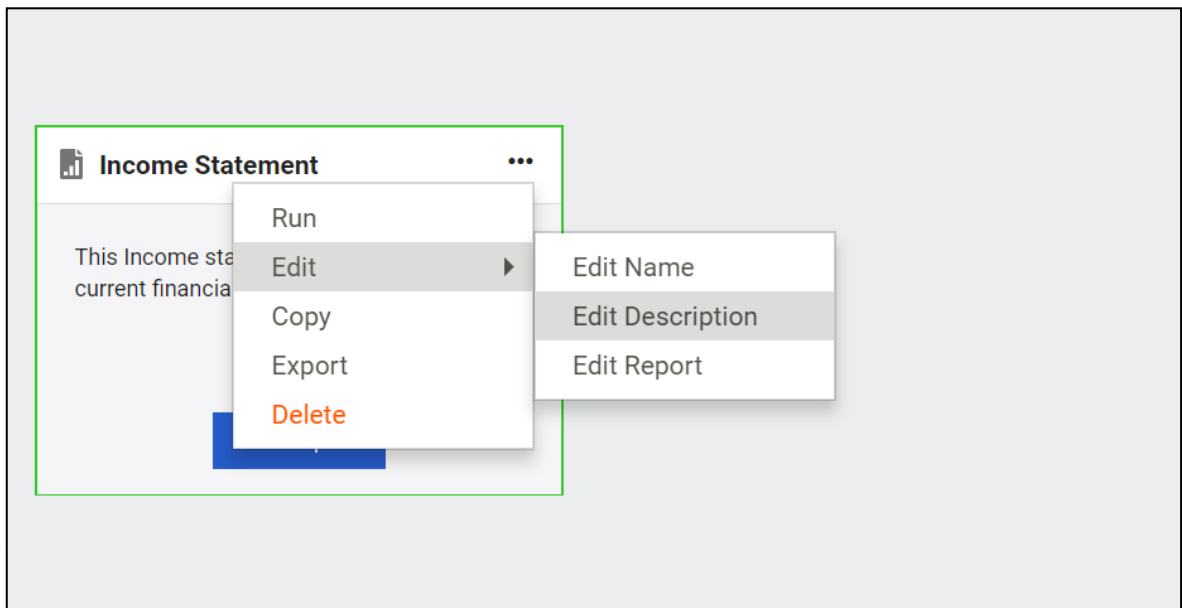 Income Statement
Run
This Income sta
current financia
Edit
Copy
Export
Delete
Edit Name
Edit Description
Edit Report